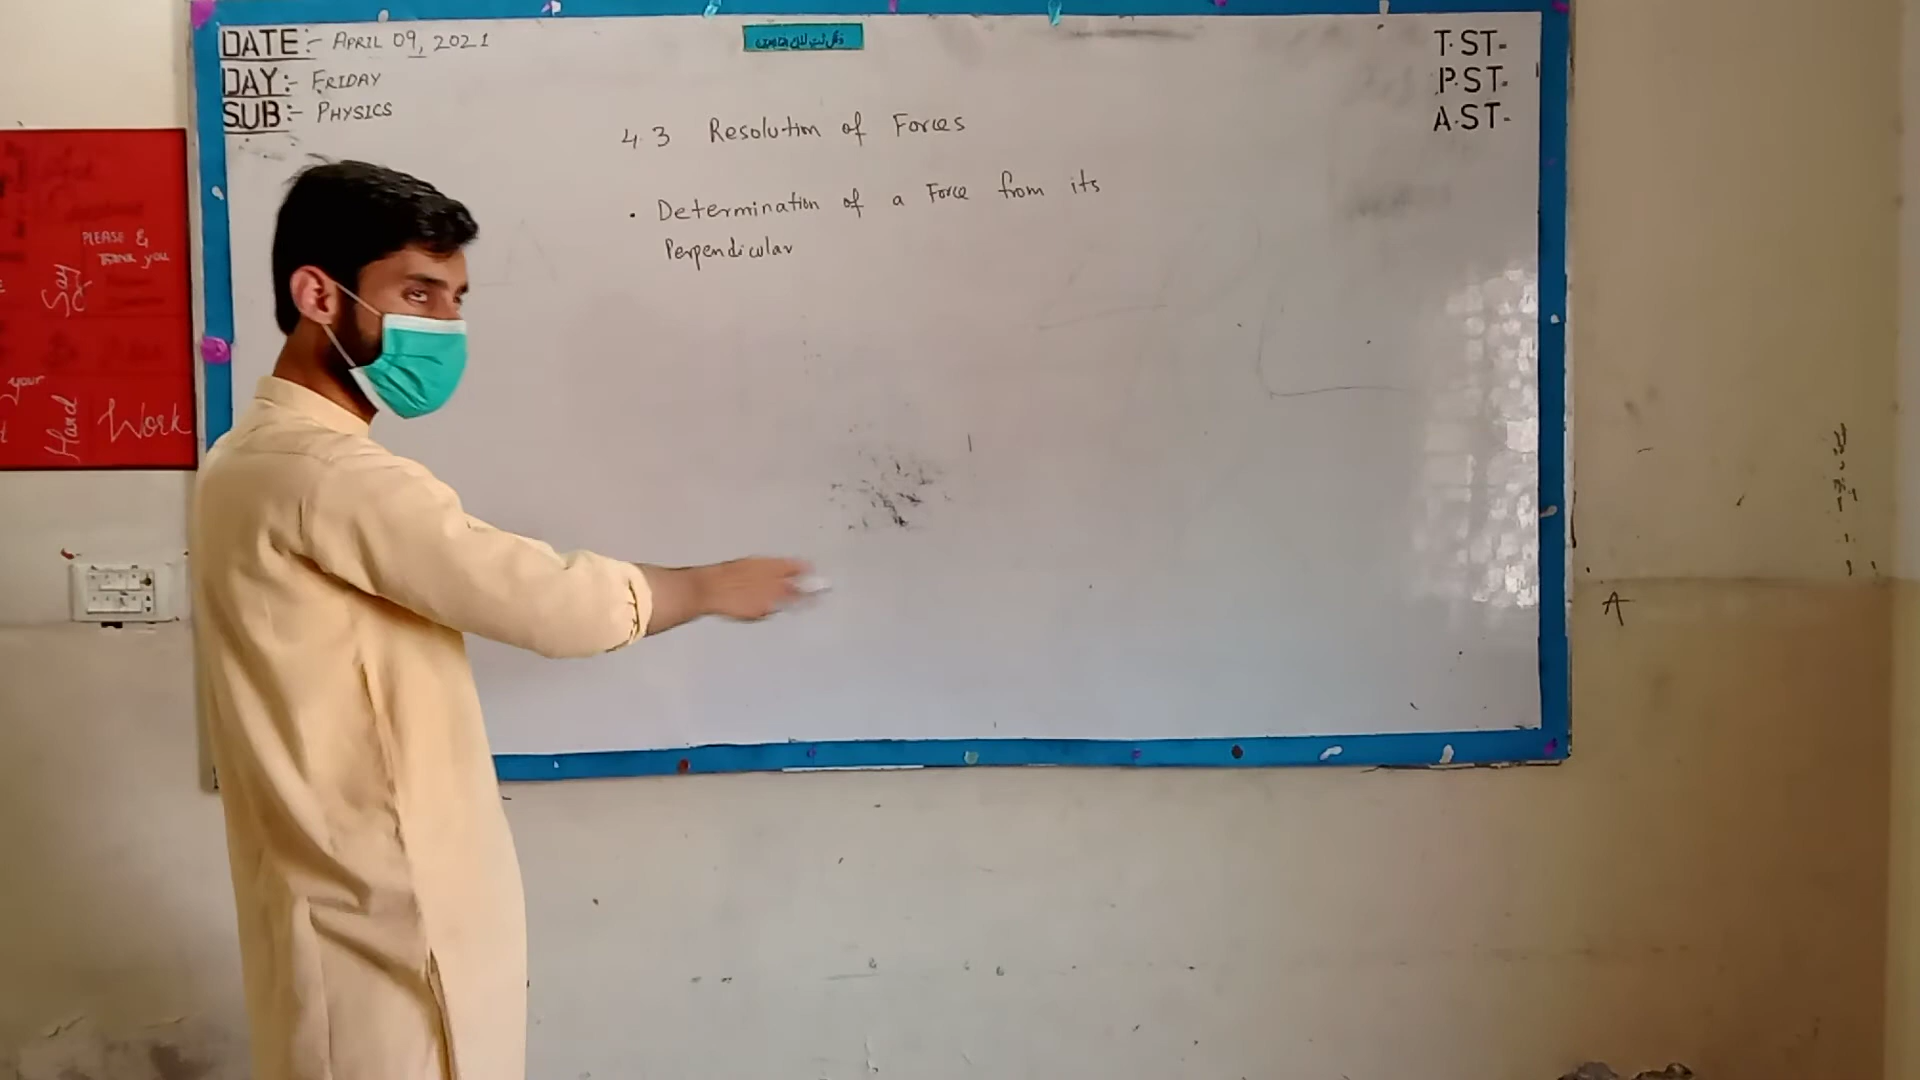 DATE:- APRIL 09, 2021
DAY:- FRIDAY
SUB:- PHYSICS
T.ST-
P.ST-
A.ST-
4.3 Resolution of Forces
• Determination of a Force from its
Perpendicular
PLEASE &
THANK you
Say
your
Hard Work
A